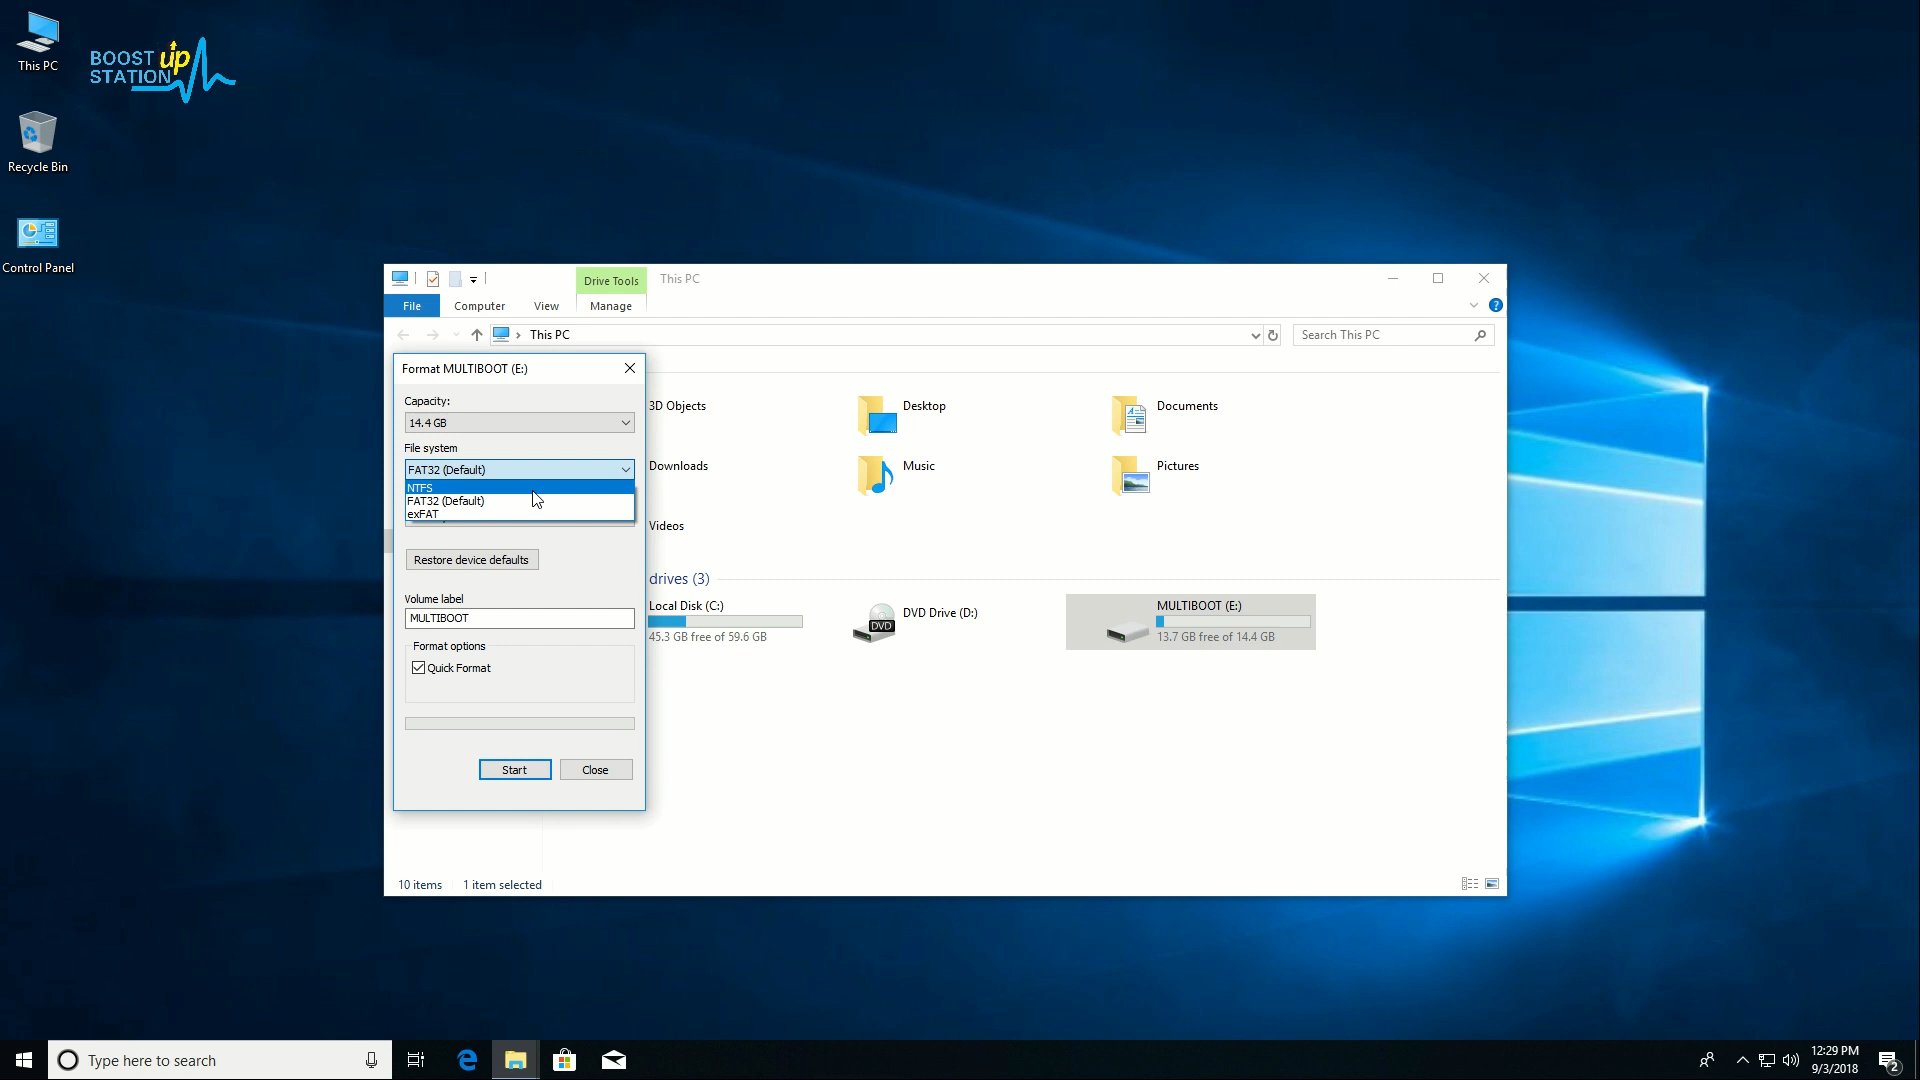 This PC
Recycle Bin
Control Panel
BOOST up
STATION
Drive Tools
This PC
File
Computer
View
Manage
?
This PC
Search This PC
Format MULTIBOOT (E:)
Capacity:
14.4 GB
File system
FAT32 (Default)
NTFS
FAT32 (Default)
exFAT
Restore device defaults
Volume label
MULTIBOOT
Format options
Quick Format
Start
Close
3D Objects
Desktop
Documents
Downloads
Music
Pictures
Videos
drives (3)
Local Disk (C:)
45.3 GB free of 59.6 GB
DVD
DVD Drive (D:)
MULTIBOOT (E:)
13.7 GB free of 14.4 GB
10 items
1 item selected
Type here to search
12:29 PM
9/3/2018
2